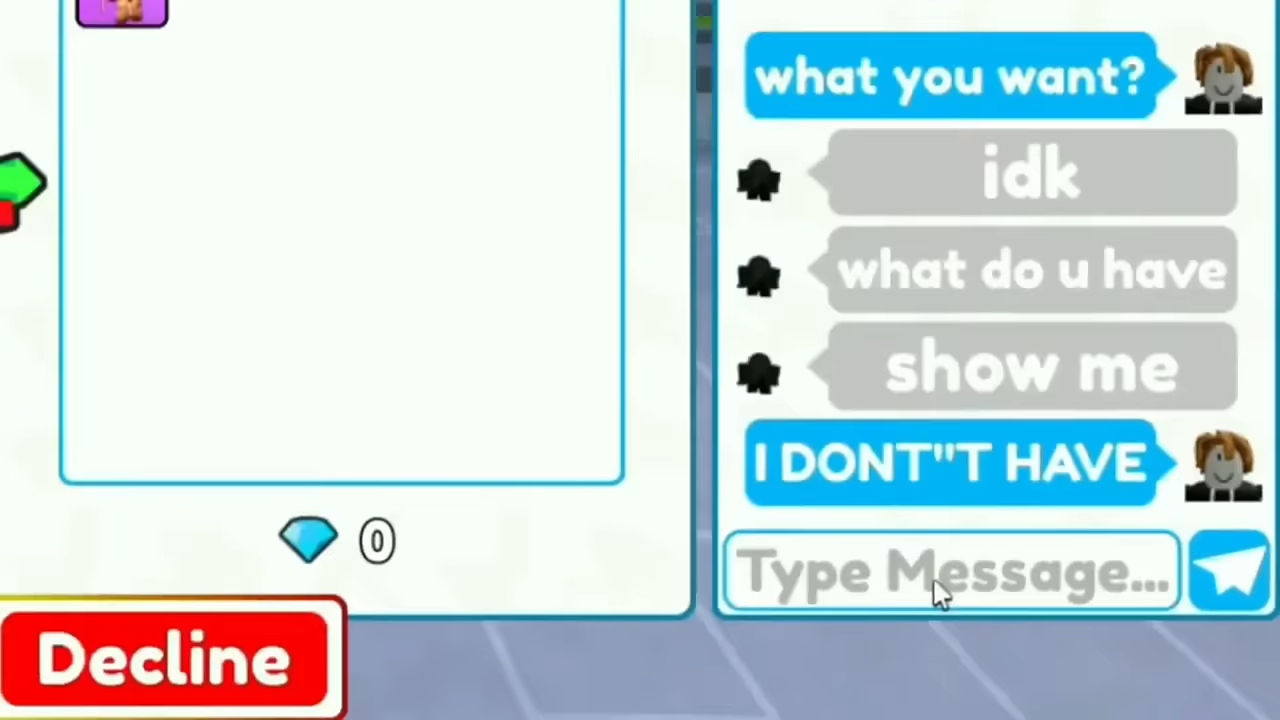 what you want?
idk
what do u have
show me
I DONT"T HAVE
Type Message...
0
Decline